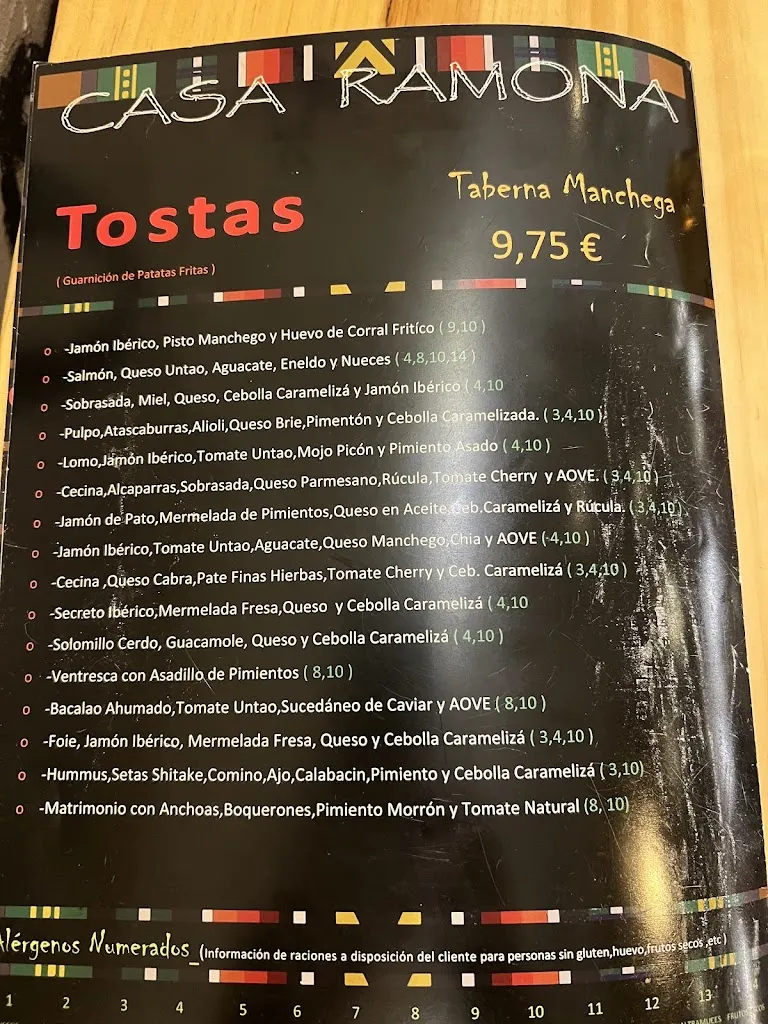 CASA RAMONA
Taberna Manchega
Tostas
9,75 €
( Guarnición de Patatas Fritas )
o -Jamón Ibérico, Pisto Manchego y Huevo de Corral Fritíco ( 9,10 )
o -Salmón, Queso Untao, Aguacate, Eneldo y Nueces ( 4,8,10,14 )
o -Sobrasada, Miel, Queso, Cebolla Caramelizá y Jamón Ibérico ( 4,10
o -Pulpo,Atascaburras,Alioli,Queso Brie,Pimentón y Cebolla Caramelizada. ( 3,4,10 )
o -Lomo,Jamón Ibérico,Tomate Untao,Mojo Picón y Pimiento Asado ( 4,10 )
o -Cecina,Alcaparras,Sobrasada,Queso Parmesano,Rúcula,Tomate Cherry y AOVE. ( 3,4,10 )
o -Jamón de Pato,Mermelada de Pimientos,Queso en Aceite,Ceb.Caramelizá y Rúcula. ( 3,4,10 )
o -Jamón Ibérico,Tomate Untao,Aguacate,Queso Manchego,Chia y AOVE ( 4,10 )
o -Cecina ,Queso Cabra,Pate Finas Hierbas,Tomate Cherry y Ceb. Caramelizá ( 3,4,10 )
o -Secreto Ibérico,Mermelada Fresa,Queso y Cebolla Caramelizá ( 4,10
o -Solomillo Cerdo, Guacamole, Queso y Cebolla Caramelizá ( 4,10 )
o -Ventresca con Asadillo de Pimientos ( 8,10 )
o -Bacalao Ahumado,Tomate Untao,Sucedáneo de Caviar y AOVE ( 8,10 )
o -Foie, Jamón Ibérico, Mermelada Fresa, Queso y Cebolla Caramelizá ( 3,4,10 )
o -Hummus,Setas Shitake,Comino,Ajo,Calabacin,Pimiento y Cebolla Caramelizá ( 3,10)
o -Matrimonio con Anchoas,Boquerones,Pimiento Morrón y Tomate Natural (8, 10)
Alérgenos Numerados_(Información de raciones a disposición del cliente para personas sin gluten,huevo,frutos secos ,etc )
1 2 3 4 5 6 7 8 9 10 11 12 13